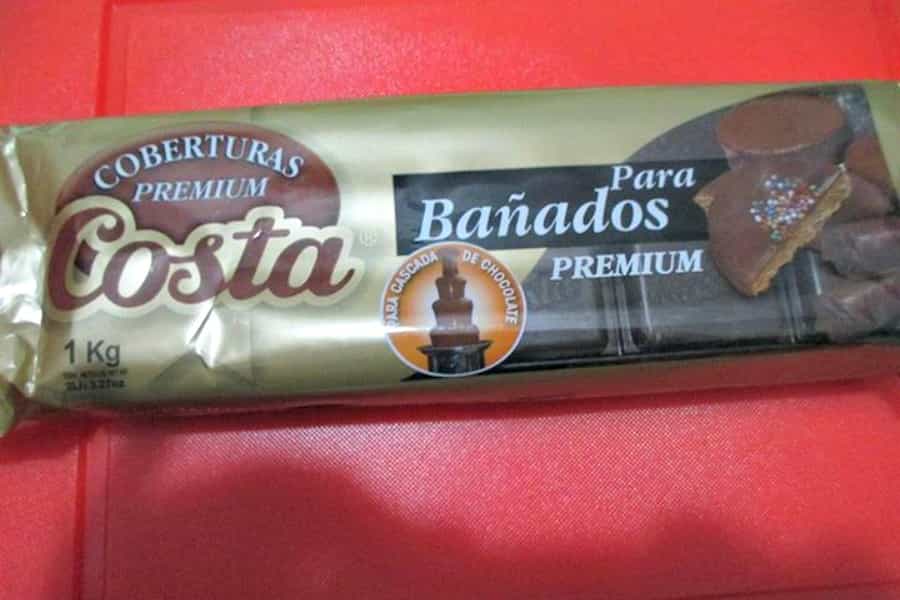 COBERTURAS
PREMIUM
Costa®
1 Kg
Para
Bañados
PREMIUM
PARA CASCADA DE CHOCOLATE